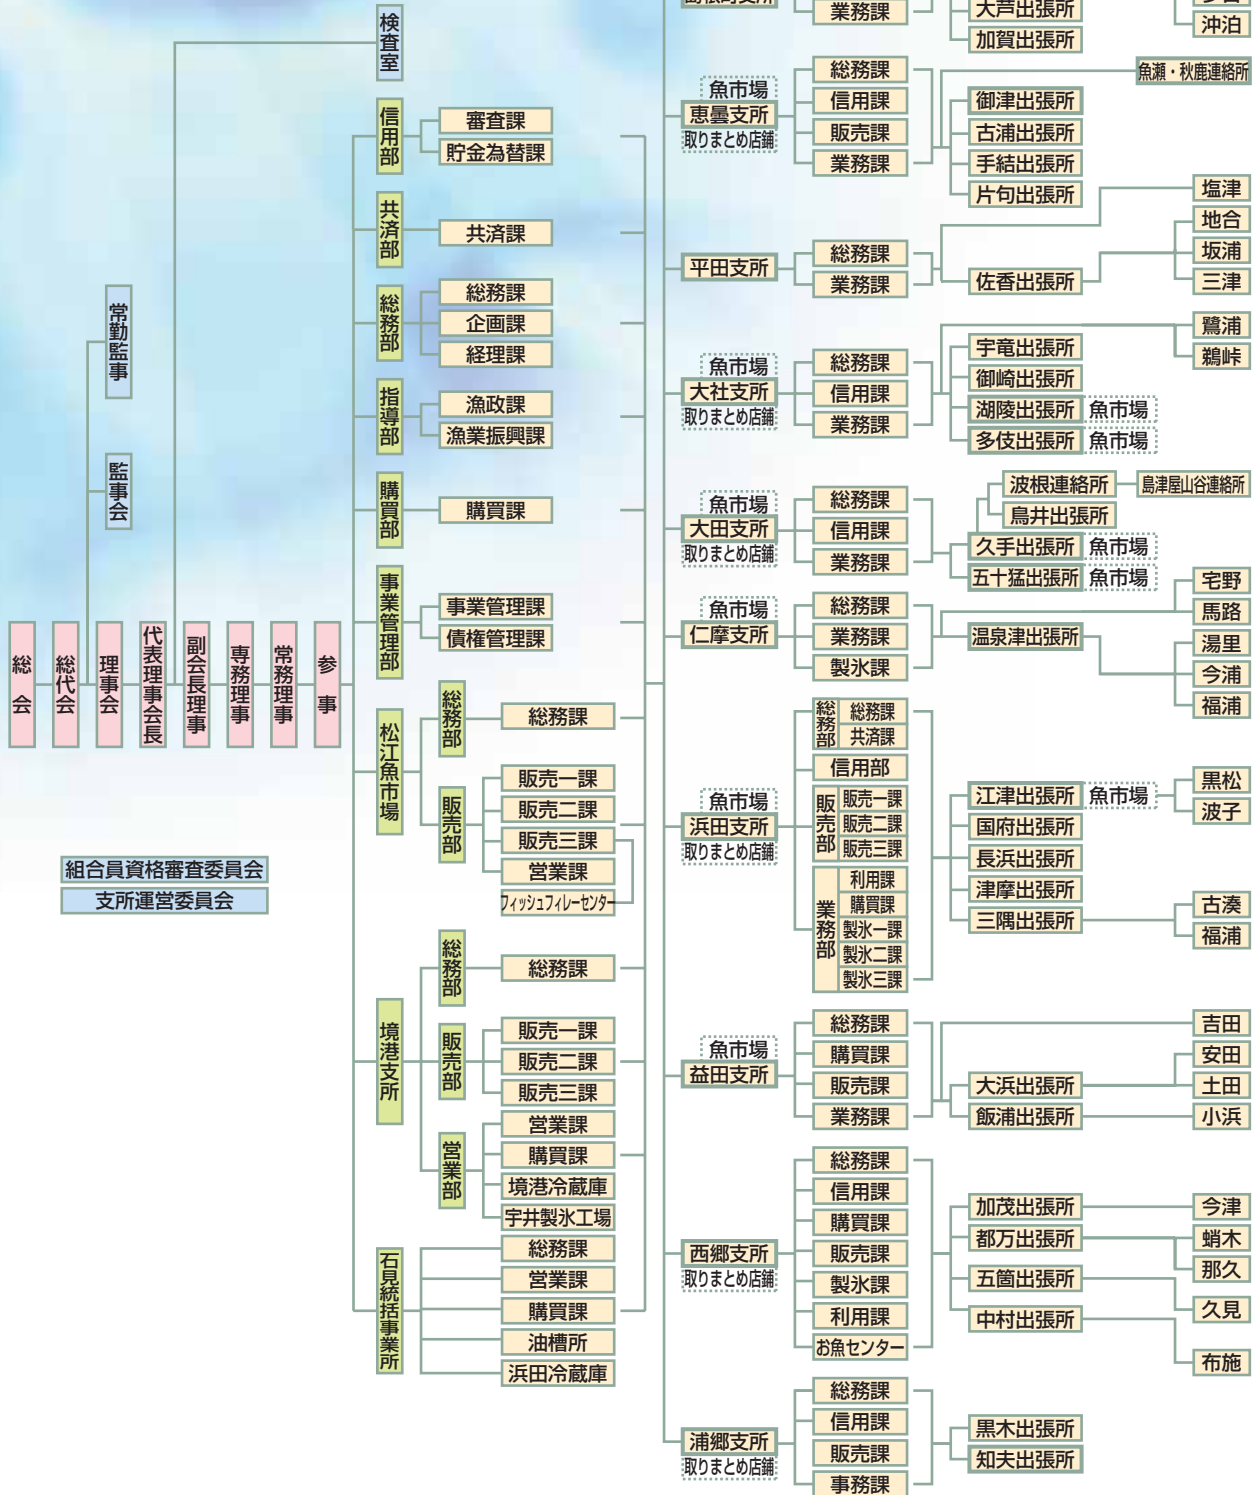 総会
総代会
理事会
代表理事会長
副会長理事
専務理事
常務理事
参事
常勤監事
監事会
組合員資格審査委員会
支所運営委員会
検査室
信用部
審査課
貯金為替課
共済部
共済課
総務部
総務課
企画課
経理課
指導部
漁政課
漁業振興課
購買部
購買課
事業管理部
事業管理課
債権管理課
松江魚市場
総務部
総務課
販売部
販売一課
販売二課
販売三課
営業課
フィッシュフィレーセンター
境港支所
総務部
総務課
販売部
販売一課
販売二課
販売三課
営業部
営業課
購買課
境港冷蔵庫
宇井製氷工場
石見統括事業所
総務課
営業課
購買課
油槽所
浜田冷蔵庫
業務課
大芦出張所
加賀出張所
沖泊
魚市場
恵曇支所
取りまとめ店舗
総務課
信用課
販売課
業務課
魚瀬・秋鹿連絡所
御津出張所
古浦出張所
手結出張所
片句出張所
平田支所
総務課
業務課
佐香出張所
塩津
地合
坂浦
三津
魚市場
大社支所
取りまとめ店舗
総務課
信用課
業務課
宇竜出張所
御崎出張所
湖陵出張所 魚市場
多伎出張所 魚市場
鷺浦
鵜峠
魚市場
大田支所
取りまとめ店舗
総務課
信用課
業務課
波根連絡所
島津屋山谷連絡所
鳥井出張所
久手出張所 魚市場
五十猛出張所 魚市場
魚市場
仁摩支所
総務課
業務課
製氷課
温泉津出張所
宅野
馬路
湯里
今浦
福浦
魚市場
浜田支所
取りまとめ店舗
総務部
総務課
共済課
信用部
販売部
販売一課
販売二課
販売三課
業務部
利用課
購買課
製氷一課
製氷二課
製氷三課
江津出張所 魚市場
国府出張所
長浜出張所
津摩出張所
三隅出張所
黒松
波子
古湊
福浦
魚市場
益田支所
総務課
購買課
販売課
業務課
大浜出張所
飯浦出張所
吉田
安田
土田
小浜
西郷支所
取りまとめ店舗
総務課
信用課
購買課
販売課
製氷課
利用課
お魚センター
加茂出張所
都万出張所
五箇出張所
中村出張所
今津
蛸木
那久
久見
布施
浦郷支所
取りまとめ店舗
総務課
信用課
販売課
事務課
黒木出張所
知夫出張所